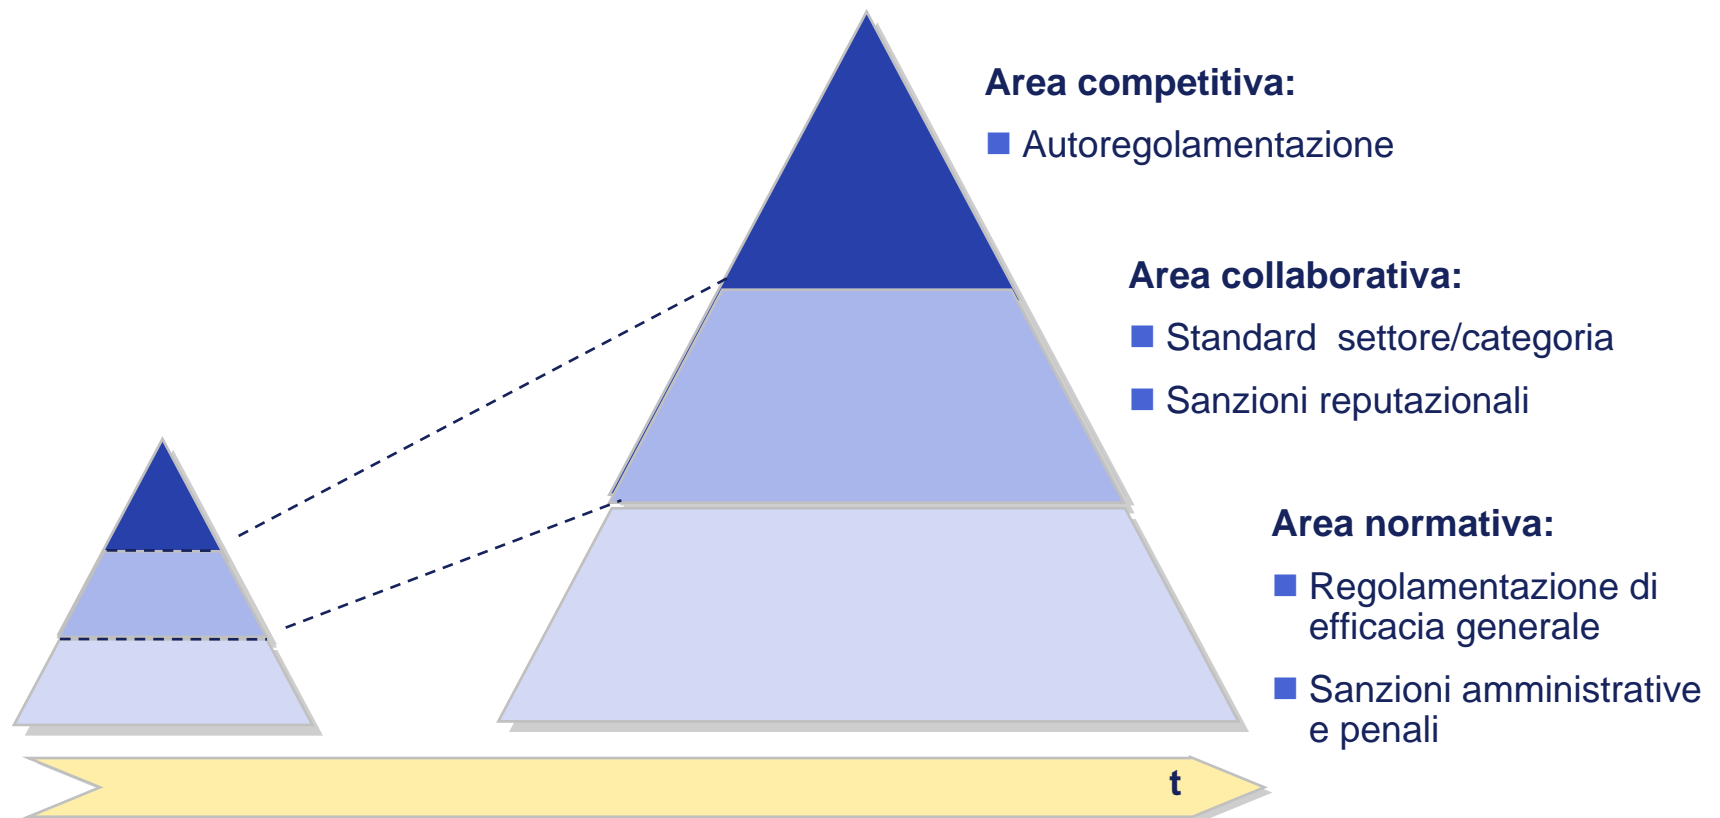 Area competitiva:
Autoregolamentazione
Area collaborativa:
Standard settore/categoria
Sanzioni reputazionali
Area normativa:
Regolamentazione di
efficacia generale
Sanzioni amministrative
e penali
t